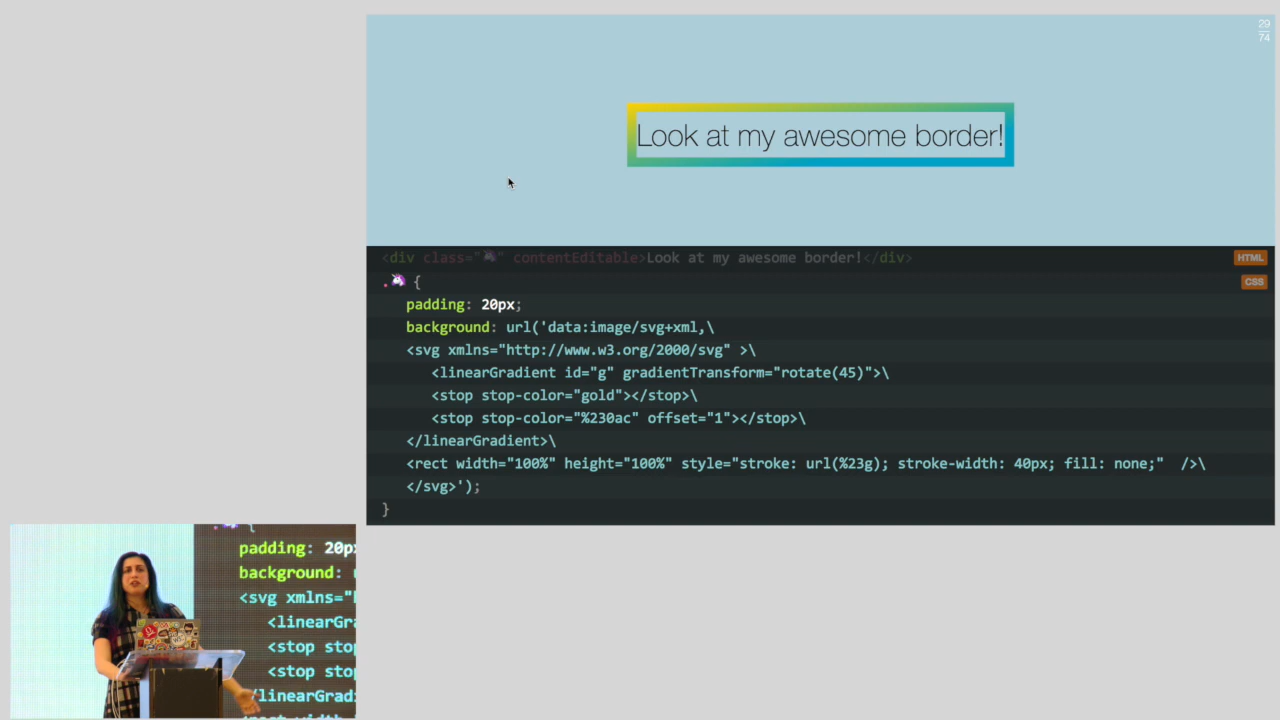 29
74
Look at my awesome border!
<div class="🦄" contentEditable>Look at my awesome border!</div>
HTML
.🦄 {
CSS
padding: 20px;
background: url('data:image/svg+xml,\
<svg xmlns="http://www.w3.org/2000/svg" >\
<linearGradient id="g" gradientTransform="rotate(45)">\
<stop stop-color="gold"></stop>\
<stop stop-color="%230ac" offset="1"></stop>\
</linearGradient>\
<rect width="100%" height="100%" style="stroke: url(%23g); stroke-width: 40px; fill: none;" />\
</svg>');
}
{
padding: 20px
background:
<svg xmlns="
<linearGra
<stop stop
<stop stop
</linearGrad
<rect width